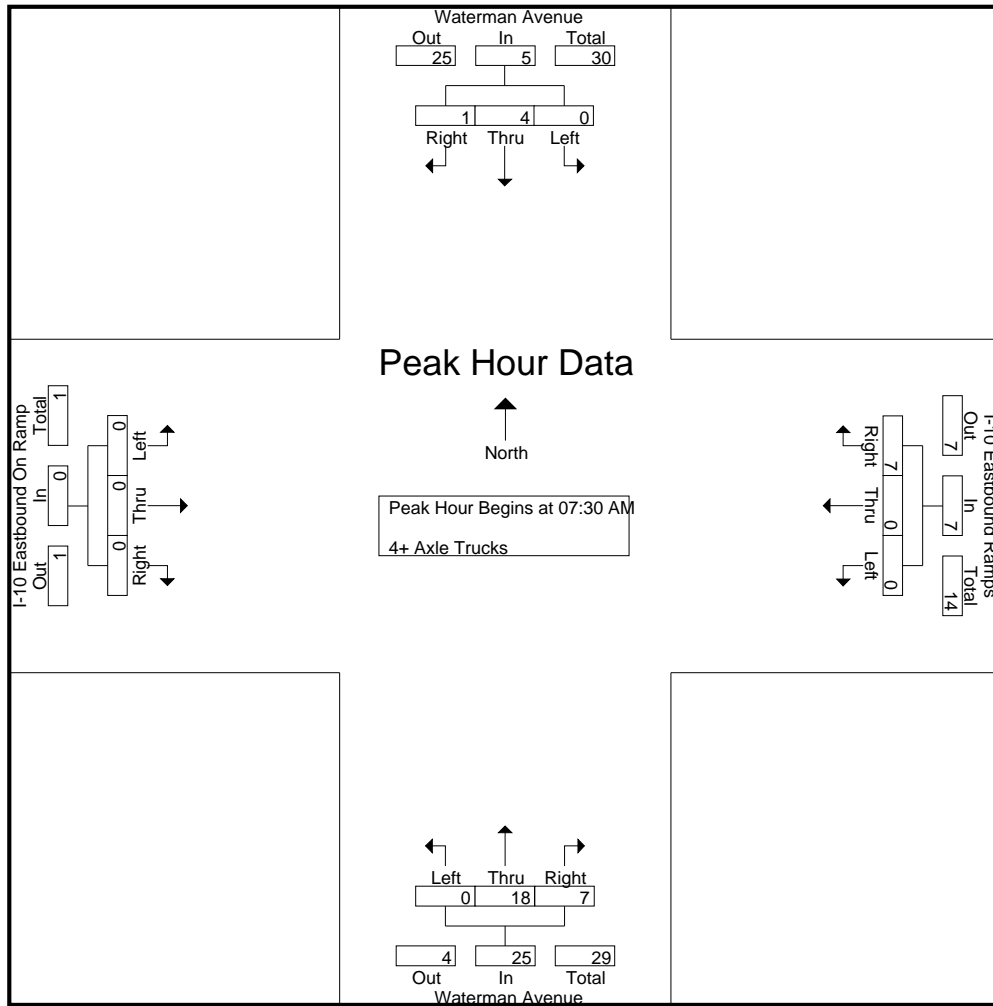 Waterman Avenue
Out In Total
25 5 30
1 4 0
Right Thru Left
Peak Hour Data
North
Peak Hour Begins at 07:30 AM
4+ Axle Trucks
I-10 Eastbound On Ramp
Out In Total
1 0 1
0 0 0
Right Thru Left
I-10 Eastbound Ramps
Out In Total
7 7 14
7 0 0
Right Thru Left
Left Thru Right
0 18 7
4 25 29
Out In Total
Waterman Avenue